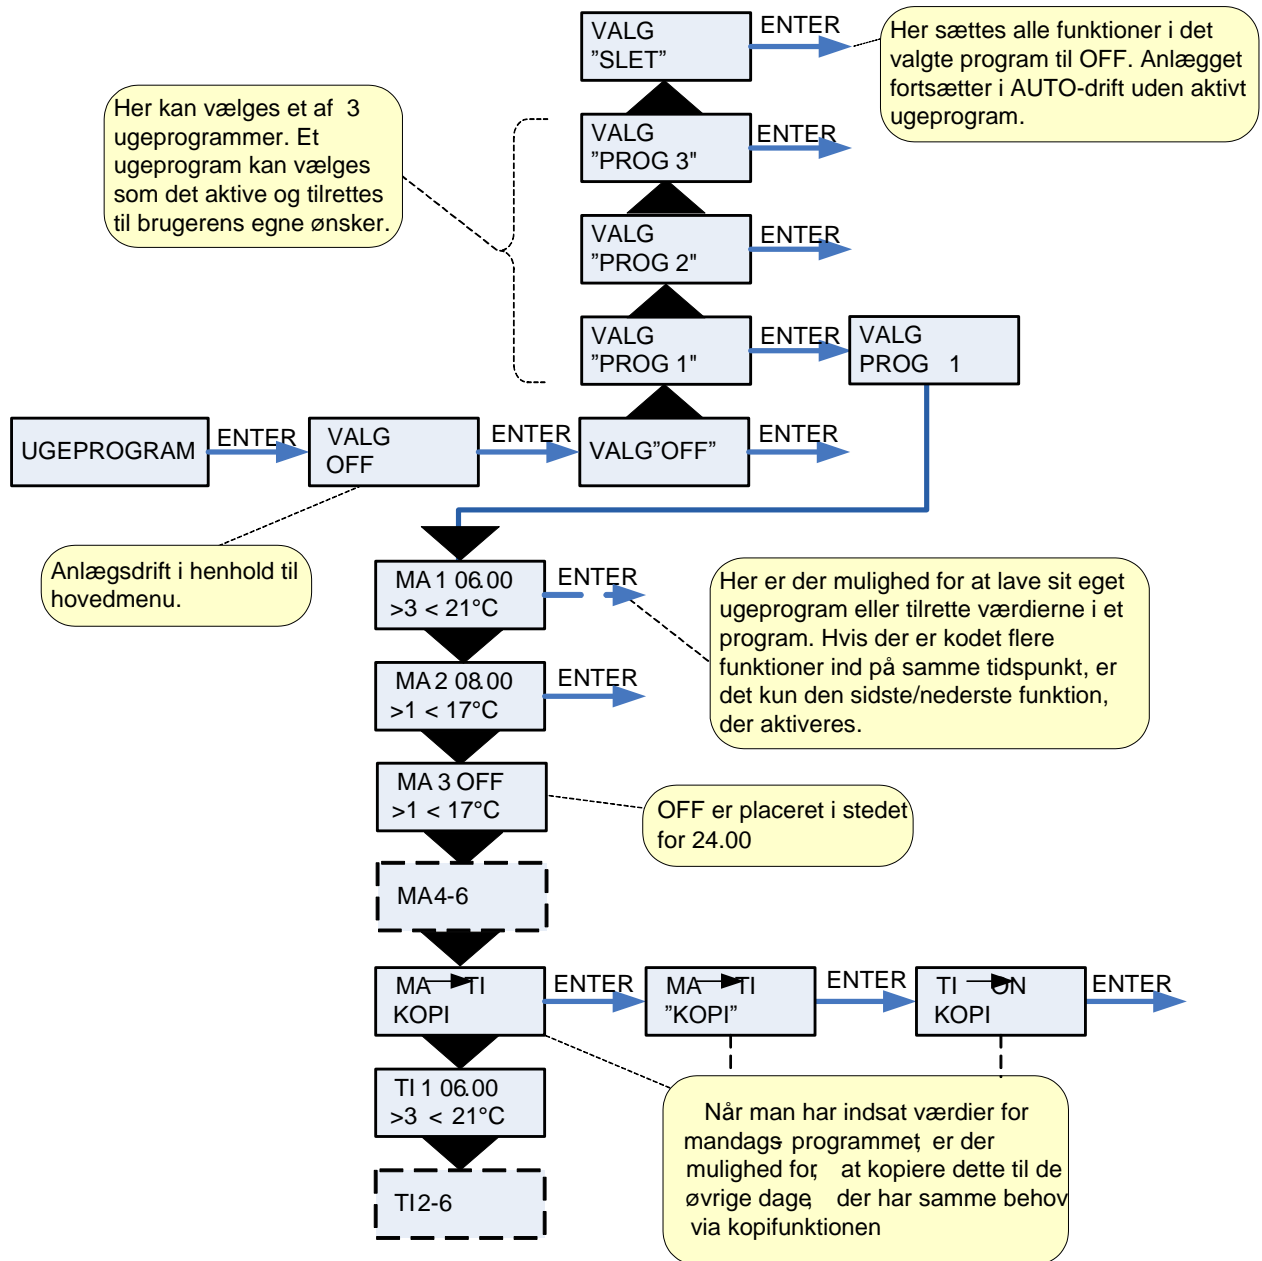 VALG
"SLET"
ENTER
Her sættes alle funktioner i det
valgte program til OFF. Anlægget
fortsætter i AUTO-drift uden aktivt
ugeprogram.
Her kan vælges et af 3
ugeprogrammer. Et
ugeprogram kan vælges
som det aktive og tilrettes
til brugerens egne ønsker.
VALG
"PROG 3"
ENTER
VALG
"PROG 2"
ENTER
VALG
"PROG 1"
ENTER
VALG
PROG 1
UGEPROGRAM
ENTER
VALG
OFF
ENTER
VALG"OFF"
ENTER
Anlægsdrift i henhold til
hovedmenu.
MA 1 06.00
>3 < 21°C
ENTER
Her er der mulighed for at lave sit eget
ugeprogram eller tilrette værdierne i et
program. Hvis der er kodet flere
funktioner ind på samme tidspunkt, er
det kun den sidste/nederste funktion,
der aktiveres.
MA 2 08.00
>1 < 17°C
ENTER
MA 3 OFF
>1 < 17°C
OFF er placeret i stedet
for 24.00
MA4-6
MA → TI
KOPI
ENTER
MA → TI
"KOPI"
ENTER
TI → ON
KOPI
ENTER
TI 1 06.00
>3 < 21°C
Når man har indsat værdier for
mandags- programmet, er der
mulighed for, at kopiere dette til de
øvrige dage, der har samme behov
via kopifunktionen
TI2-6